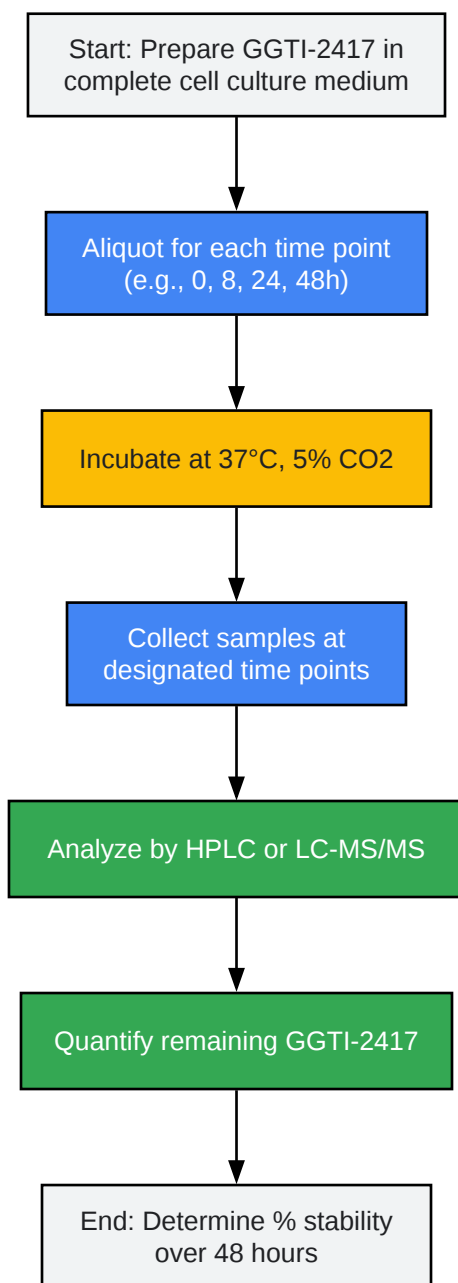 Start: Prepare GGTI-2417 in
complete cell culture medium
Aliquot for each time point
(e.g., 0, 8, 24, 48h)
Incubate at 37°C, 5% CO2
Collect samples at
designated time points
Analyze by HPLC or LC-MS/MS
Quantify remaining GGTI-2417
End: Determine % stability
over 48 hours